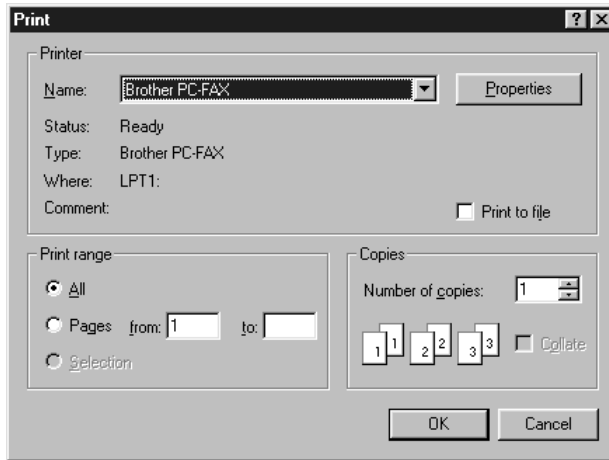 Print
Printer
Name: Brother PC-FAX Properties
Status: Ready
Type: Brother PC-FAX
Where: LPT1:
Comment: Print to file
Print range
All
Pages from: 1 to:
Selection
Copies
Number of copies: 1
1 1 2 2 3 3 Collate
OK Cancel